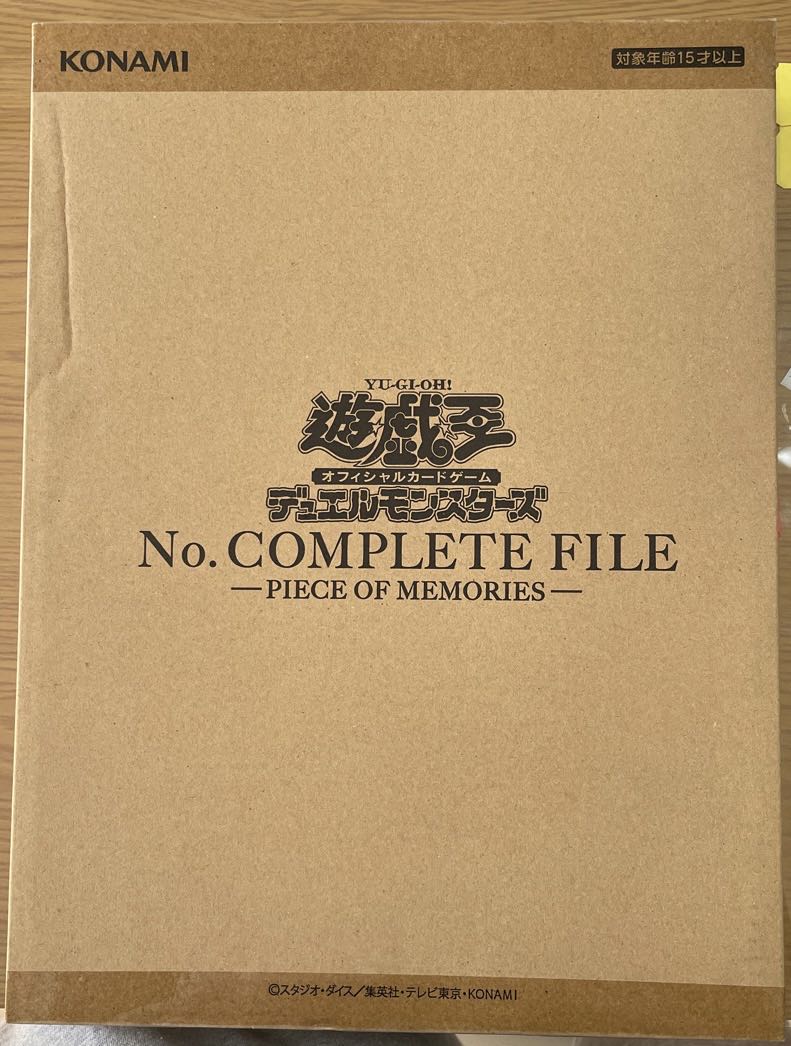 KONAMI
対象年齢15才以上
YU-GI-OH!
遊戯王
オフィシャルカードゲーム
デュエルモンスターズ
No. COMPLETE FILE
—PIECE OF MEMORIES—
©スタジオ・ダイス/集英社・テレビ東京・KONAMI